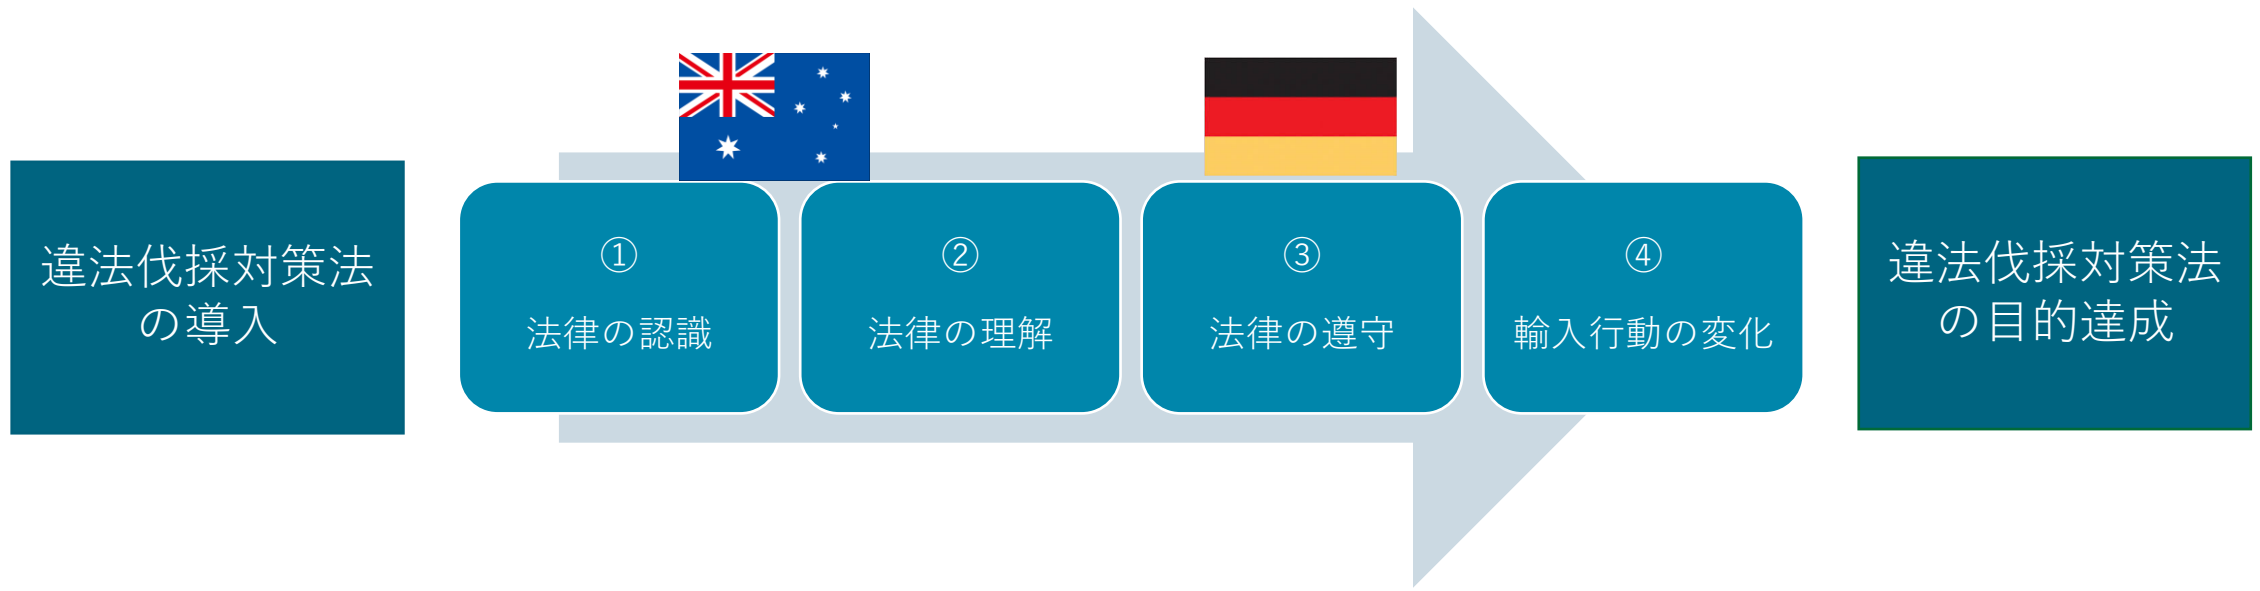 違法伐採対策法
の導入
①
法律の認識
②
法律の理解
③
法律の遵守
④
輸入行動の変化
違法伐採対策法
の目的達成